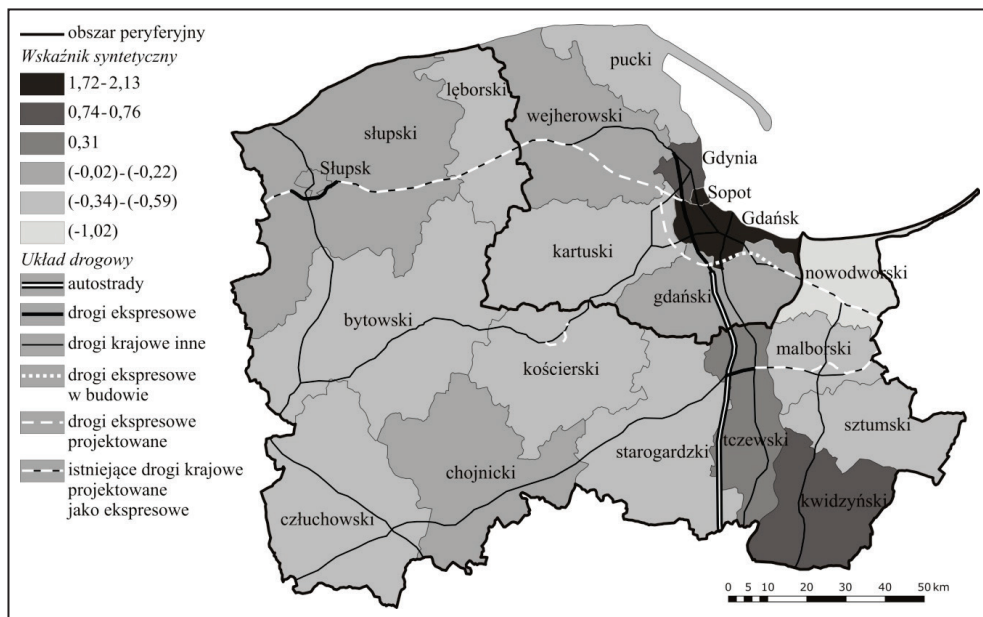 obszar peryferyjny
Wskaźnik syntetyczny
1,72-2,13
0,74-0,76
0,31
(-0,02)-(-0,22)
(-0,34)-(-0,59)
(-1,02)
Układ drogowy
autostrady
drogi ekspresowe
drogi krajowe inne
drogi ekspresowe
w budowie
drogi ekspresowe
projektowane
istniejące drogi krajowe
projektowane
jako ekspresowe
pucki
lęborski
wejherowski
słupski
Słupsk
Gdynia
Sopot
Gdańsk
kartuski
nowodworski
gdański
bytowski
kościerski
malborski
sztumski
starogardzki
tczewski
chojnicki
kwidzyński
człuchowski
0 5 10 20 30 40 50 km